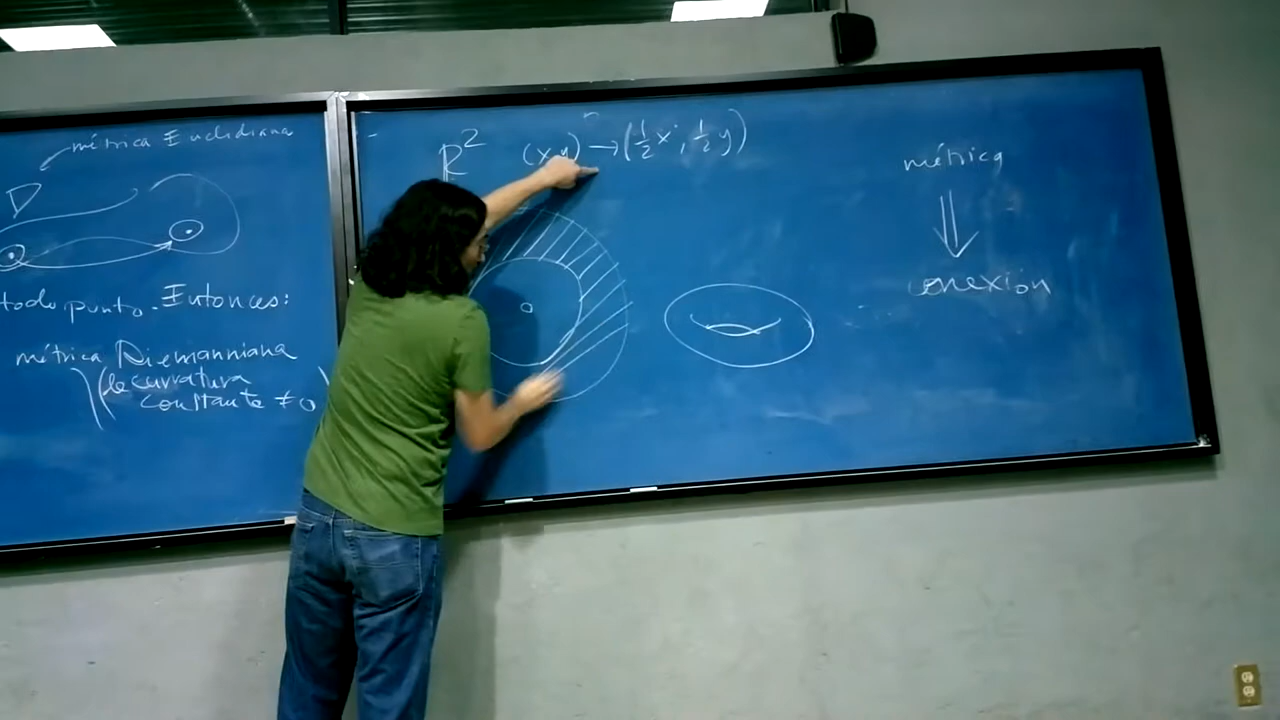 métrica Euclidiana
todo punto. Entonces:
métrica Riemanniana
(de curvatura
constante ≠ 0)
R² (x,y) → (½x, ½y)
o
métrica
⇓
conexión